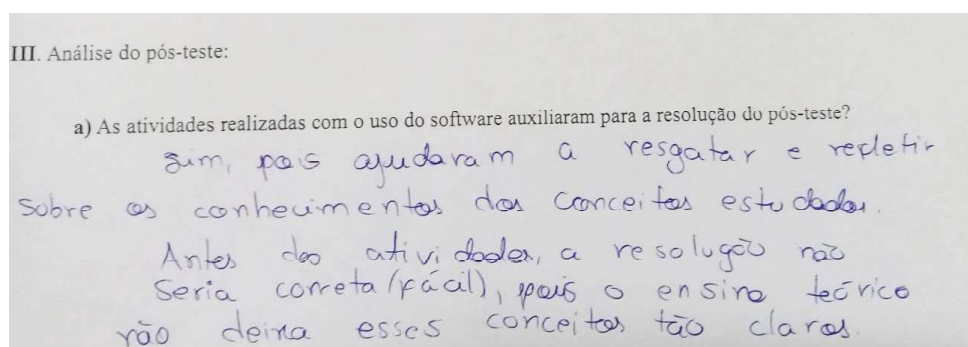 III. Análise do pós-teste:
a) As atividades realizadas com o uso do software auxiliaram para a resolução do pós-teste?
Sim, pois ajudaram a resgatar e refletir
sobre os conhecimentos dos conceitos estudados.
Antes das atividades, a resolução não
seria correta (fácil), pois o ensino teórico
não deixa esses conceitos tão claros.